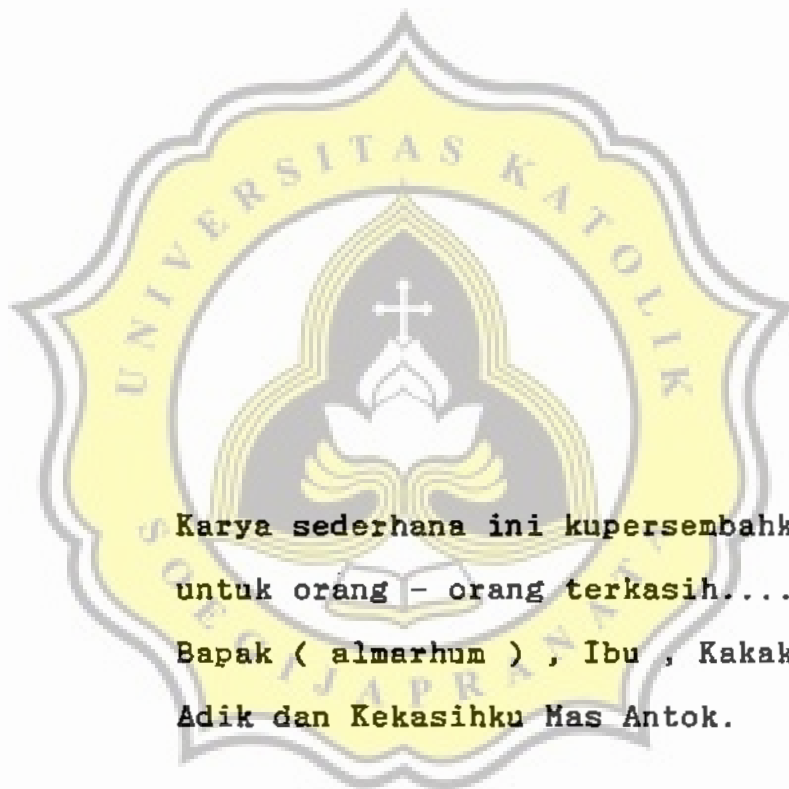 UNIVERSITAS KATOLIK
SOEGIJAPRANATA
Karya sederhana ini kupersembahk
untuk orang - orang terkasih....
Bapak ( almarhum ) , Ibu , Kakak
Adik dan Kekasihku Mas Antok.